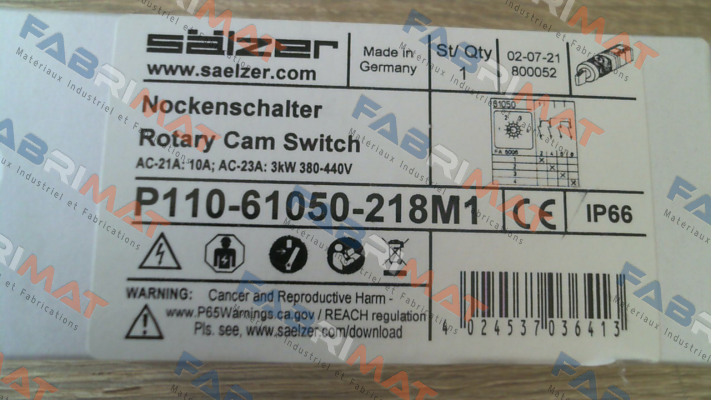 sälzer
www.saelzer.com
Made in
Germany
St/ Qty
1
02-07-21
800052
Nockenschalter
Rotary Cam Switch
AC-21A: 10A; AC-23A: 3kW 380-440V
61050
P110-61050-218M1
CE
IP66
WARNING: Cancer and Reproductive Harm -
www.P65Warnings.ca.gov / REACH regulation
Pls. see, www.saelzer.com/download
4 024537 036413
FABRIMAT
Materiaux Industriel et Fabrications